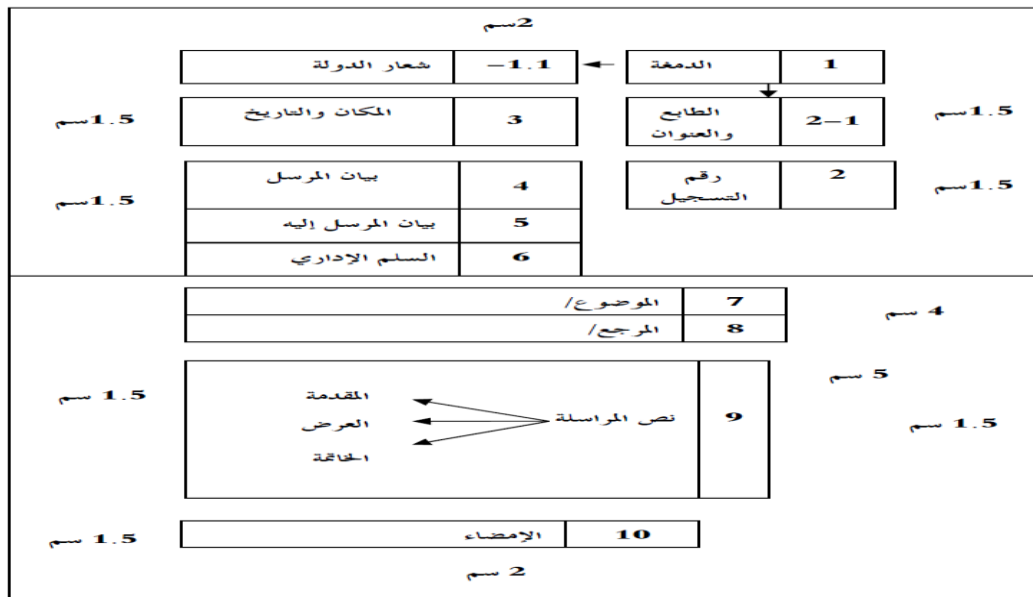 2سم
1 الدمغة 1.1- شعار الدولة
1.5سم 2-1 الطابع والعنوان 3 المكان والتاريخ 1.5سم
1.5سم 2 رقم التسجيل 4 بيان المرسل 1.5سم
5 بيان المرسل إليه
6 السلم الإداري
4 سم 7 الموضوع/
8 المرجع/
5 سم
1.5 سم 9 نص المراسلة المقدمة 1.5 سم
العرض
الخاتمة
10 الإمضاء 1.5 سم
2 سم